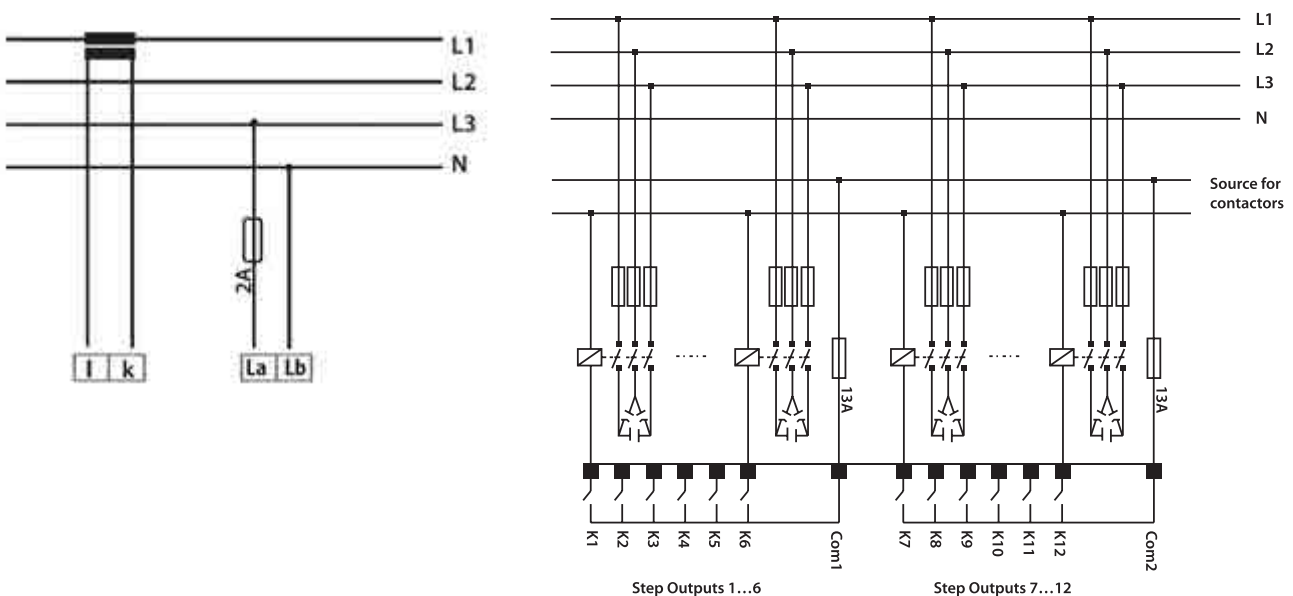 L1
L2
L3
N
2A
l k
La Lb
L1
L2
L3
N
Source for
contactors
13A
13A
K1 K2 K3 K4 K5 K6 Com1 K7 K8 K9 K10 K11 K12 Com2
Step Outputs 1...6
Step Outputs 7...12